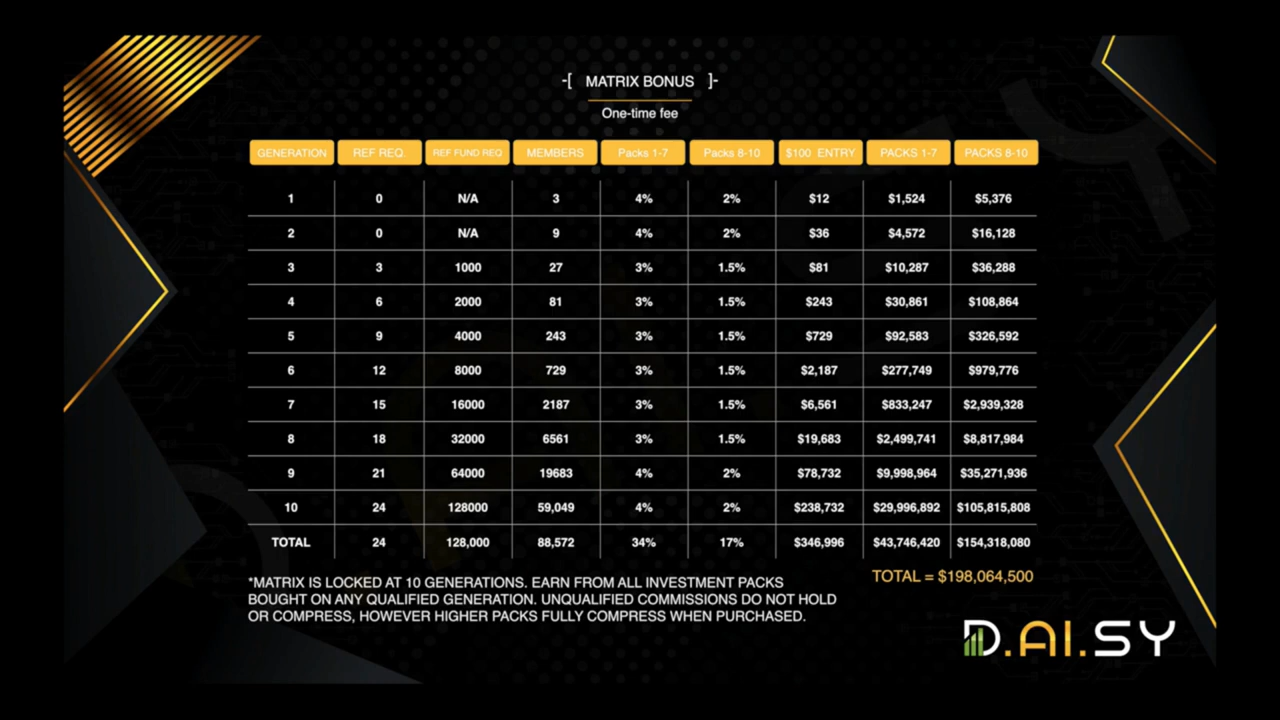 -[ MATRIX BONUS ]-
One-time fee
GENERATION REF REQ REF FUND REQ MEMBERS Packs 1-7 Packs 8-10 $100 ENTRY PACKS 1-7 PACKS 8-10
1 0 N/A 3 4% 2% $12 $1,524 $5,376
2 0 N/A 9 4% 2% $36 $4,572 $16,128
3 3 1000 27 3% 1.5% $81 $10,287 $36,288
4 6 2000 81 3% 1.5% $243 $30,861 $108,864
5 9 4000 243 3% 1.5% $729 $92,583 $326,592
6 12 8000 729 3% 1.5% $2,187 $277,749 $979,776
7 15 16000 2187 3% 1.5% $6,561 $833,247 $2,939,328
8 18 32000 6561 3% 1.5% $19,683 $2,499,741 $8,817,984
9 21 64000 19683 4% 2% $78,732 $9,998,964 $35,271,936
10 24 128000 59,049 4% 2% $238,732 $29,996,892 $105,815,808
TOTAL 24 128,000 88,572 34% 17% $346,996 $43,746,420 $154,318,080
TOTAL = $198,064,500
*MATRIX IS LOCKED AT 10 GENERATIONS. EARN FROM ALL INVESTMENT PACKS
BOUGHT ON ANY QUALIFIED GENERATION. UNQUALIFIED COMMISSIONS DO NOT HOLD
OR COMPRESS, HOWEVER HIGHER PACKS FULLY COMPRESS WHEN PURCHASED.
D.AI.SY